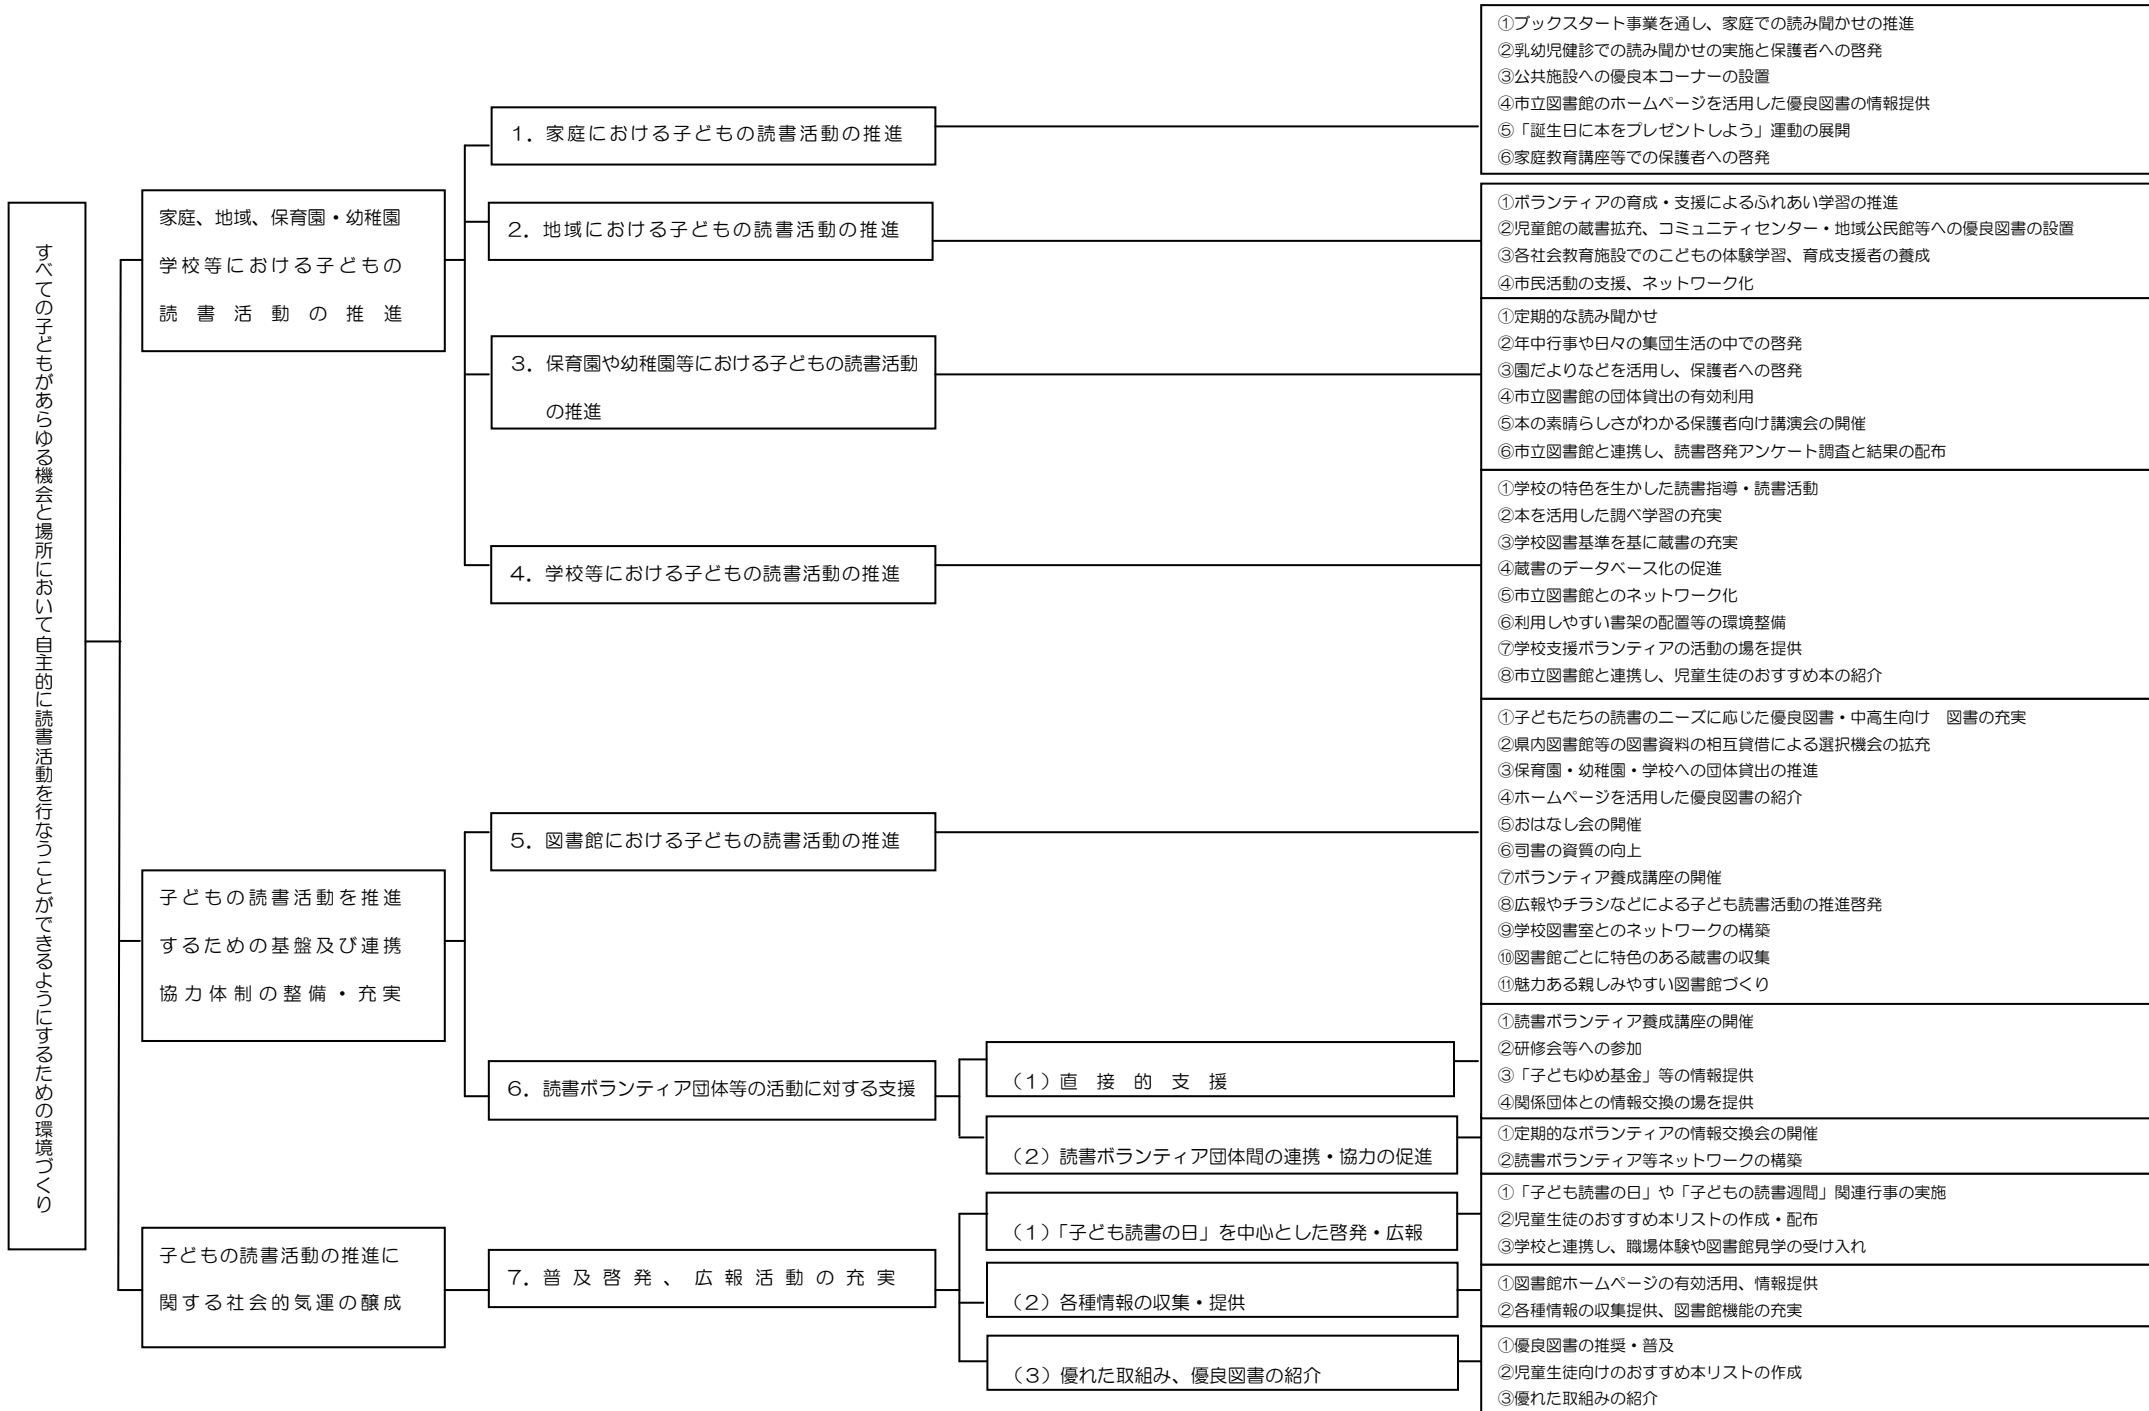 すべての子どもがあらゆる機会と場所において自主的に読書活動を行なうことができるようにするための環境づくり
家庭、地域、保育園・幼稚園
学校等における子どもの
読書活動の推進
1．家庭における子どもの読書活動の推進
①ブックスタート事業を通し、家庭での読み聞かせの推進
②乳幼児健診での読み聞かせの実施と保護者への啓発
③公共施設への優良本コーナーの設置
④市立図書館のホームページを活用した優良図書の情報提供
⑤「誕生日に本をプレゼントしよう」運動の展開
⑥家庭教育講座等での保護者への啓発
2．地域における子どもの読書活動の推進
①ボランティアの育成・支援によるふれあい学習の推進
②児童館の蔵書拡充、コミュニティセンター・地域公民館等への優良図書の設置
③各社会教育施設でのこどもの体験学習、育成支援者の養成
④市民活動の支援、ネットワーク化
3．保育園や幼稚園等における子どもの読書活動
の推進
①定期的な読み聞かせ
②年中行事や日々の集団生活の中での啓発
③園だよりなどを活用し、保護者への啓発
④市立図書館の団体貸出の有効利用
⑤本の素晴らしさがわかる保護者向け講演会の開催
⑥市立図書館と連携し、読書啓発アンケート調査と結果の配布
4．学校等における子どもの読書活動の推進
①学校の特色を生かした読書指導・読書活動
②本を活用した調べ学習の充実
③学校図書基準を基に蔵書の充実
④蔵書のデータベース化の促進
⑤市立図書館とのネットワーク化
⑥利用しやすい書架の配置等の環境整備
⑦学校支援ボランティアの活動の場を提供
⑧市立図書館と連携し、児童生徒のおすすめ本の紹介
子どもの読書活動を推進
するための基盤及び連携
協力体制の整備・充実
5．図書館における子どもの読書活動の推進
①子どもたちの読書のニーズに応じた優良図書・中高生向け　図書の充実
②県内図書館等の図書資料の相互貸借による選択機会の拡充
③保育園・幼稚園・学校への団体貸出の推進
④ホームページを活用した優良図書の紹介
⑤おはなし会の開催
⑥司書の資質の向上
⑦ボランティア養成講座の開催
⑧広報やチラシなどによる子ども読書活動の推進啓発
⑨学校図書室とのネットワークの構築
⑩図書館ごとに特色のある蔵書の収集
⑪魅力ある親しみやすい図書館づくり
6．読書ボランティア団体等の活動に対する支援
（1）直接的支援
①読書ボランティア養成講座の開催
②研修会等への参加
③「子どもゆめ基金」等の情報提供
④関係団体との情報交換の場を提供
（2）読書ボランティア団体間の連携・協力の促進
①定期的なボランティアの情報交換会の開催
②読書ボランティア等ネットワークの構築
子どもの読書活動の推進に
関する社会的気運の醸成
7．普及啓発、広報活動の充実
（1）「子ども読書の日」を中心とした啓発・広報
①「子ども読書の日」や「子どもの読書週間」関連行事の実施
②児童生徒のおすすめ本リストの作成・配布
③学校と連携し、職場体験や図書館見学の受け入れ
（2）各種情報の収集・提供
①図書館ホームページの有効活用、情報提供
②各種情報の収集提供、図書館機能の充実
（3）優れた取組み、優良図書の紹介
①優良図書の推奨・普及
②児童生徒向けのおすすめ本リストの作成
③優れた取組みの紹介